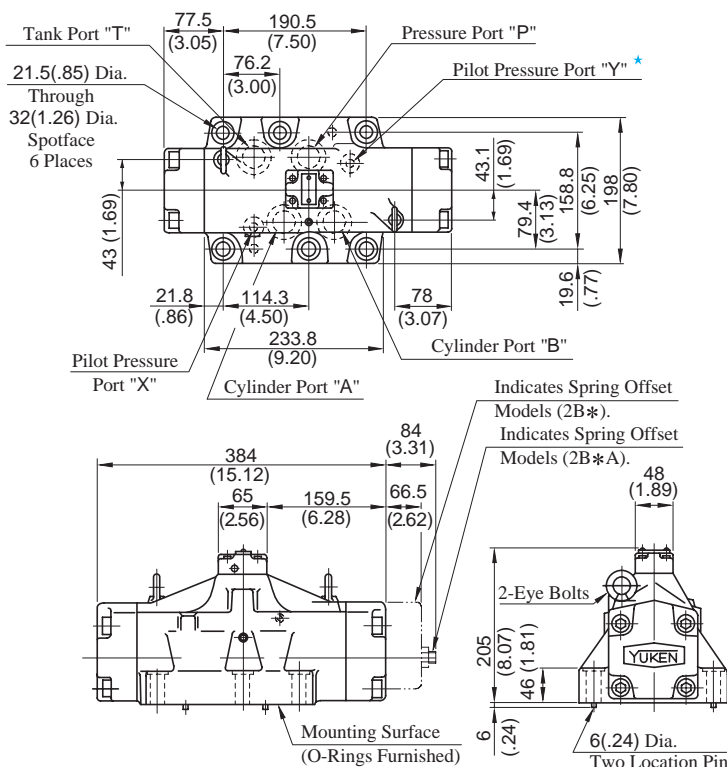 77.5
(3.05)
190.5
(7.50)
Tank Port "T"
Pressure Port "P"
76.2
(3.00)
Pilot Pressure Port "Y" ★
21.5(.85) Dia.
Through
32(1.26) Dia.
Spotface
6 Places
43.1
(1.69)
158.8
(6.25)
198
(7.80)
79.4
(3.13)
43 (1.69)
19.6
(.77)
21.8
(.86)
114.3
(4.50)
78
(3.07)
233.8
(9.20)
Cylinder Port "B"
Pilot Pressure
Port "X"
Cylinder Port "A"
Indicates Spring Offset
Models (2B*).
84
(3.31)
Indicates Spring Offset
Models (2B*A).
384
(15.12)
65
(2.56)
159.5
(6.28)
66.5
(2.62)
48
(1.89)
2-Eye Bolts
205
(8.07)
46 (1.81)
YUKEN
6
(.24)
Mounting Surface
(O-Rings Furnished)
6(.24) Dia.
Two Location Pin